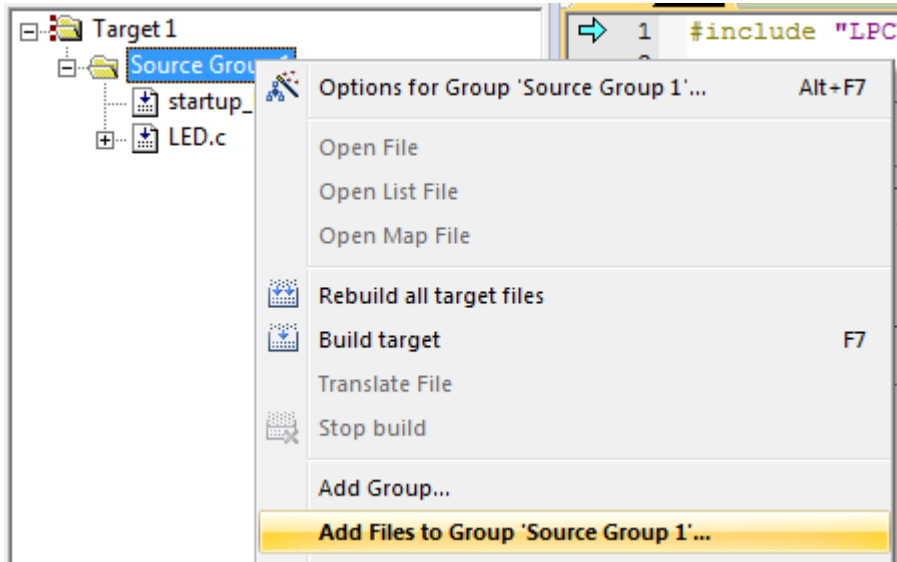 Target 1
Source Grou
startup_
LED.c
1 #include "LPC
Options for Group 'Source Group 1'... Alt+F7
Open File
Open List File
Open Map File
Rebuild all target files
Build target F7
Translate File
Stop build
Add Group...
Add Files to Group 'Source Group 1'...